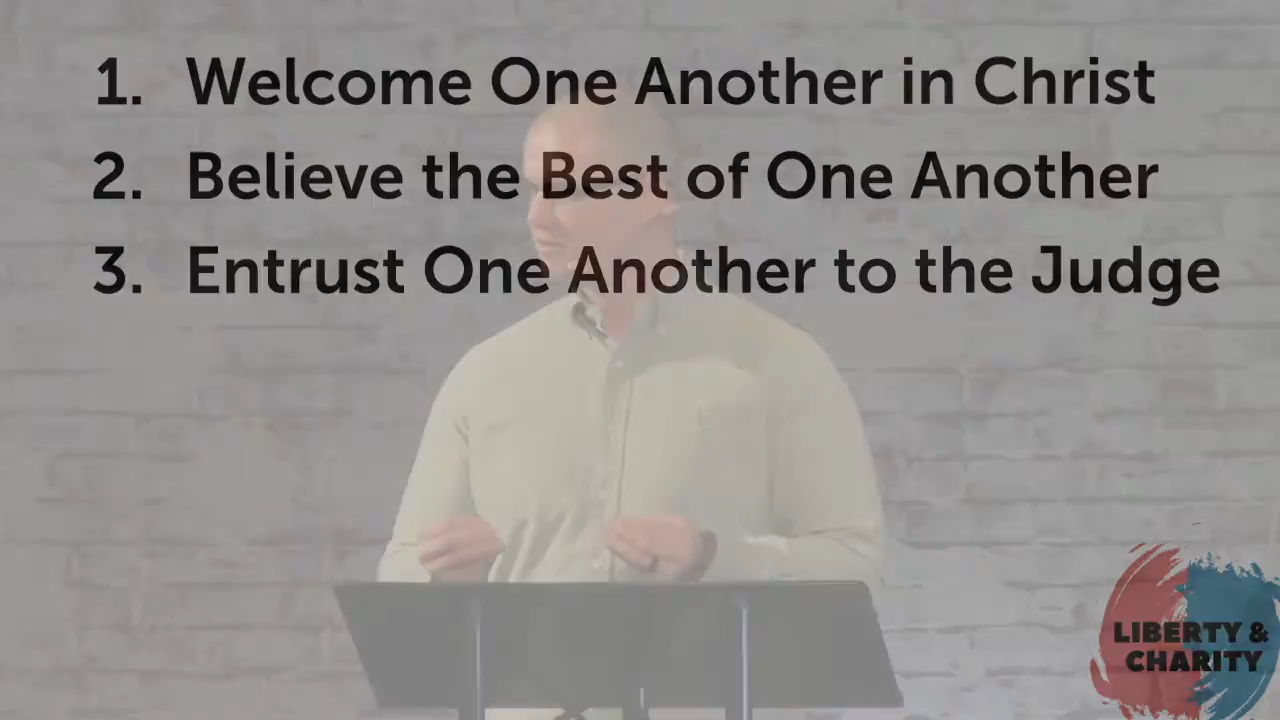 1. Welcome One Another in Christ
2. Believe the Best of One Another
3. Entrust One Another to the Judge
LIBERTY &
CHARITY